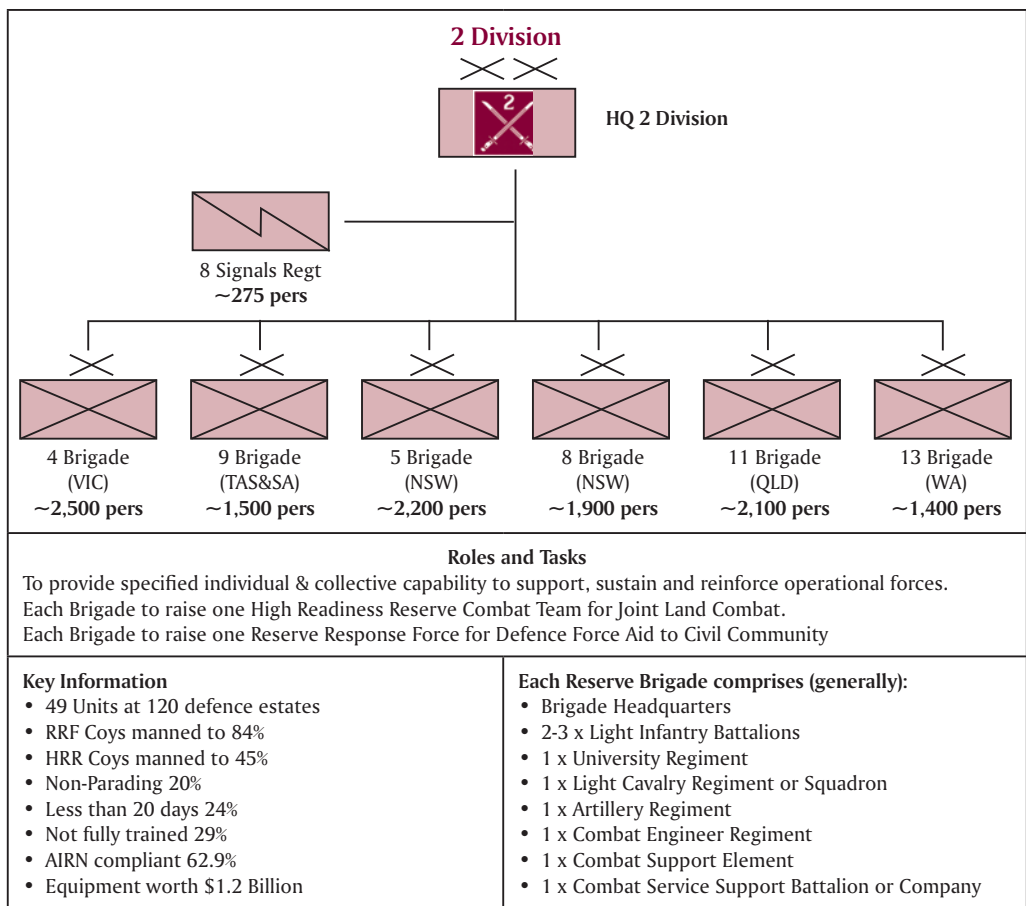 2 Division
2
HQ 2 Division
8 Signals Regt
~275 pers
4 Brigade
(VIC)
~2,500 pers
9 Brigade
(TAS&SA)
~1,500 pers
5 Brigade
(NSW)
~2,200 pers
8 Brigade
(NSW)
~1,900 pers
11 Brigade
(QLD)
~2,100 pers
13 Brigade
(WA)
~1,400 pers
Roles and Tasks
To provide specified individual & collective capability to support, sustain and reinforce operational forces.
Each Brigade to raise one High Readiness Reserve Combat Team for Joint Land Combat.
Each Brigade to raise one Reserve Response Force for Defence Force Aid to Civil Community
Key Information
• 49 Units at 120 defence estates
• RRF Coys manned to 84%
• HRR Coys manned to 45%
• Non-Parading 20%
• Less than 20 days 24%
• Not fully trained 29%
• AIRN compliant 62.9%
• Equipment worth $1.2 Billion
Each Reserve Brigade comprises (generally):
• Brigade Headquarters
• 2-3 x Light Infantry Battalions
• 1 x University Regiment
• 1 x Light Cavalry Regiment or Squadron
• 1 x Artillery Regiment
• 1 x Combat Engineer Regiment
• 1 x Combat Support Element
• 1 x Combat Service Support Battalion or Company